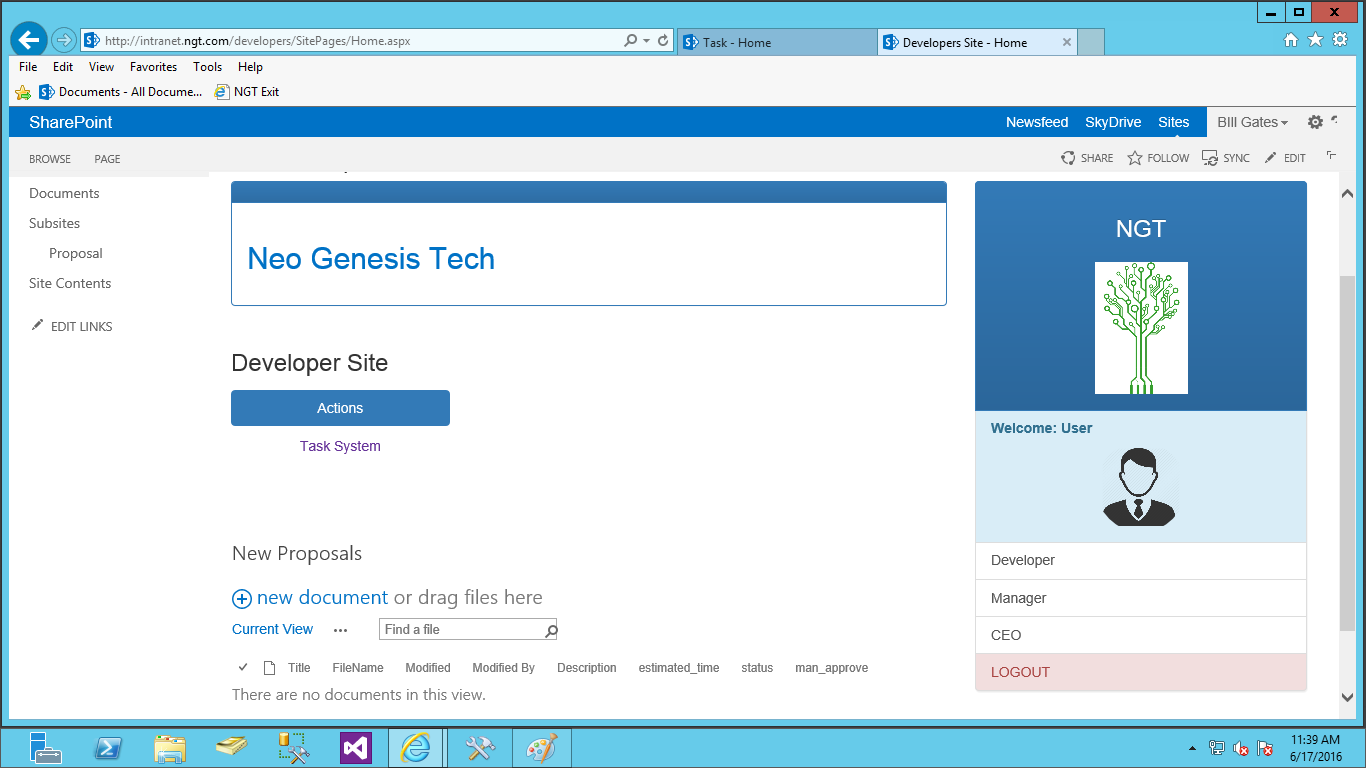 http://intranet.ngt.com/developers/SitePages/Home.aspx
Task - Home
Developers Site - Home
File Edit View Favorites Tools Help
Documents - All Docume... NGT Exit
SharePoint
Newsfeed SkyDrive Sites BIll Gates
BROWSE PAGE
SHARE FOLLOW SYNC EDIT
Documents
Subsites
Proposal
Site Contents
EDIT LINKS
Neo Genesis Tech
Developer Site
Actions
Task System
New Proposals
new document or drag files here
Current View ... Find a file
Title FileName Modified Modified By Description estimated_time status man_approve
There are no documents in this view.
NGT
Welcome: User
Developer
Manager
CEO
LOGOUT
11:39 AM
6/17/2016